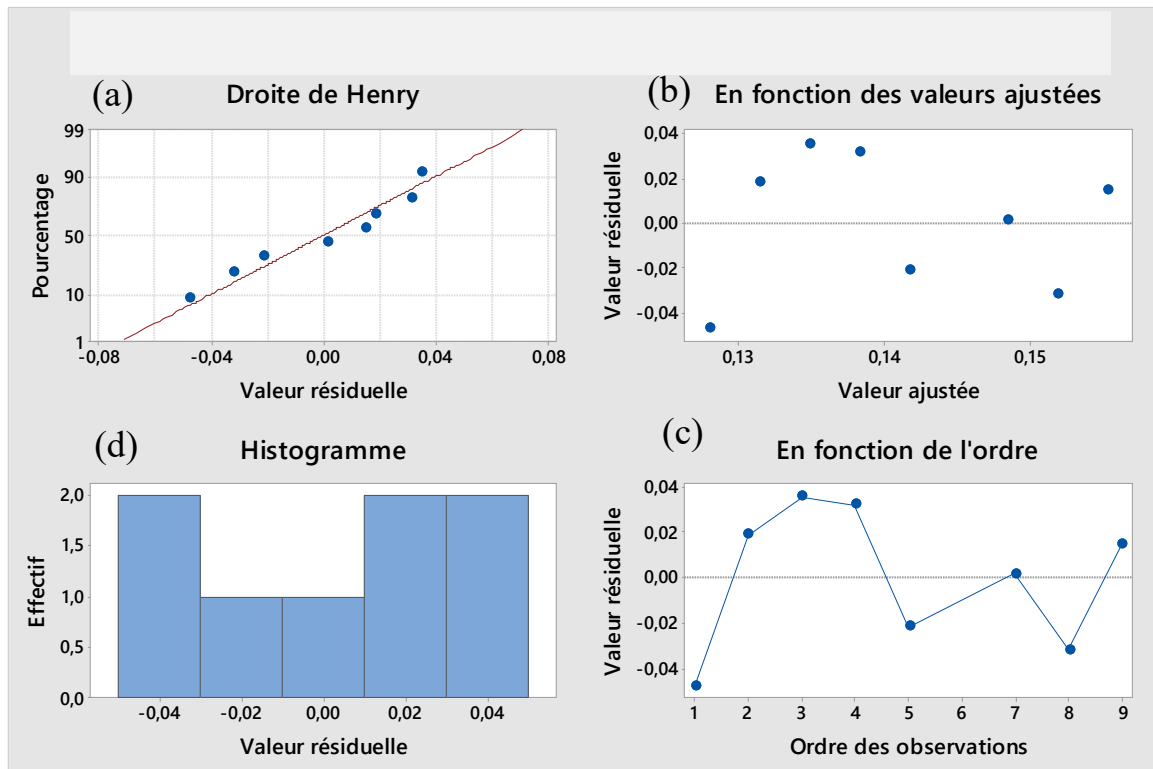 (a) Droite de Henry
Pourcentage
99
90
50
10
1
-0,08 -0,04 0,00 0,04 0,08
Valeur résiduelle
(b) En fonction des valeurs ajustées
Valeur résiduelle
0,04
0,02
0,00
-0,02
-0,04
0,13 0,14 0,15
Valeur ajustée
(d) Histogramme
Effectif
2,0
1,5
1,0
0,5
0,0
-0,04 -0,02 0,00 0,02 0,04
Valeur résiduelle
(c) En fonction de l'ordre
Valeur résiduelle
0,04
0,02
0,00
-0,02
-0,04
1 2 3 4 5 6 7 8 9
Ordre des observations